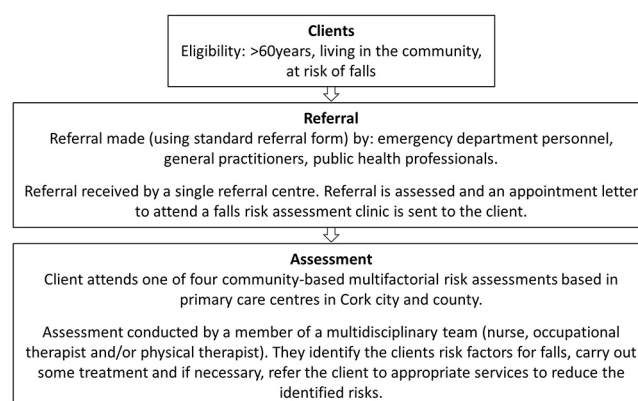 Clients
Eligibility: >60years, living in the community,
at risk of falls
Referral
Referral made (using standard referral form) by: emergency department personnel,
general practitioners, public health professionals.
Referral received by a single referral centre. Referral is assessed and an appointment letter
to attend a falls risk assessment clinic is sent to the client.
Assessment
Client attends one of four community-based multifactorial risk assessments based in
primary care centres in Cork city and county.
Assessment conducted by a member of a multidisciplinary team (nurse, occupational
therapist and/or physical therapist). They identify the clients risk factors for falls, carry out
some treatment and if necessary, refer the client to appropriate services to reduce the
identified risks.